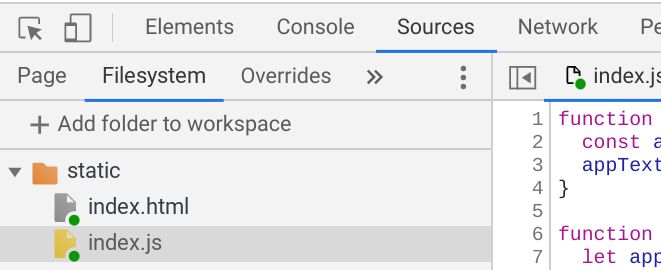 Elements Console Sources Network Pe
Page Filesystem Overrides » index.js
+ Add folder to workspace
static
index.html
index.js
1 function
2 const a
3 appText
4 }
5
6 function
7 let app